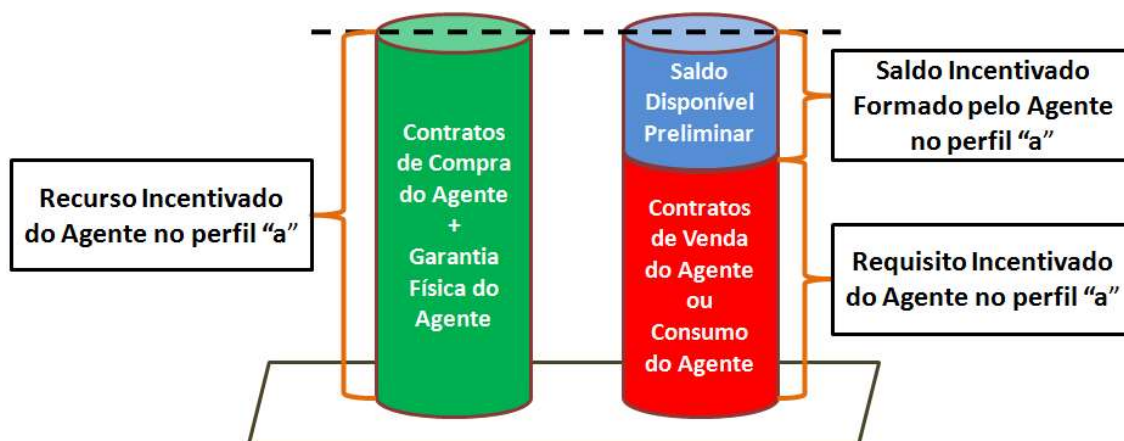 Recurso Incentivado
do Agente no perfil “a”
Contratos
de Compra
do Agente
+
Garantia
Física do
Agente
Saldo
Disponível
Preliminar
Contratos
de Venda
do Agente
ou
Consumo
do Agente
Saldo Incentivado
Formado pelo Agente
no perfil “a”
Requisito Incentivado
do Agente no perfil “a”